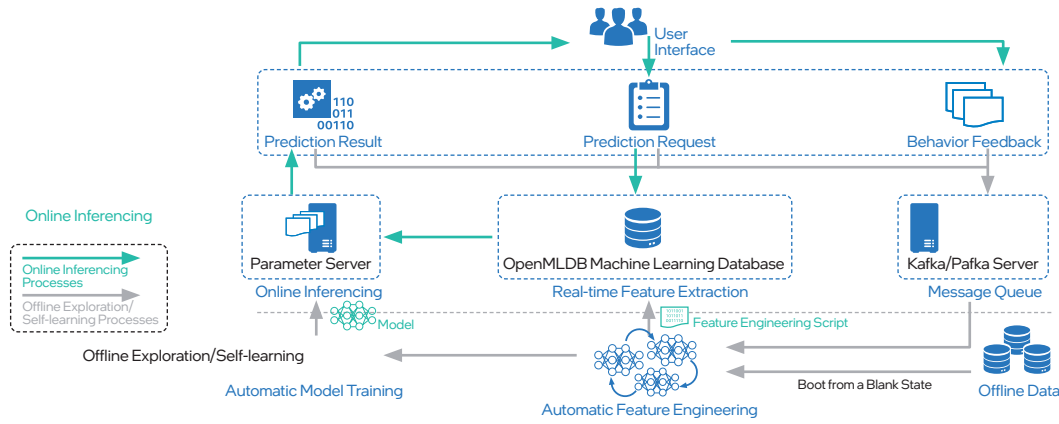 User
Interface
110
011
00110
Prediction Result
Prediction Request
Behavior Feedback
Online Inferencing
Online Inferencing
Processes
Offline Exploration/
Self-learning Processes
Parameter Server
OpenMLDB Machine Learning Database
Kafka/Pafka Server
Online Inferencing
Real-time Feature Extraction
Message Queue
Model
1011001
1011011
0001110
Feature Engineering Script
Offline Exploration/Self-learning
Boot from a Blank State
Automatic Model Training
Automatic Feature Engineering
Offline Data